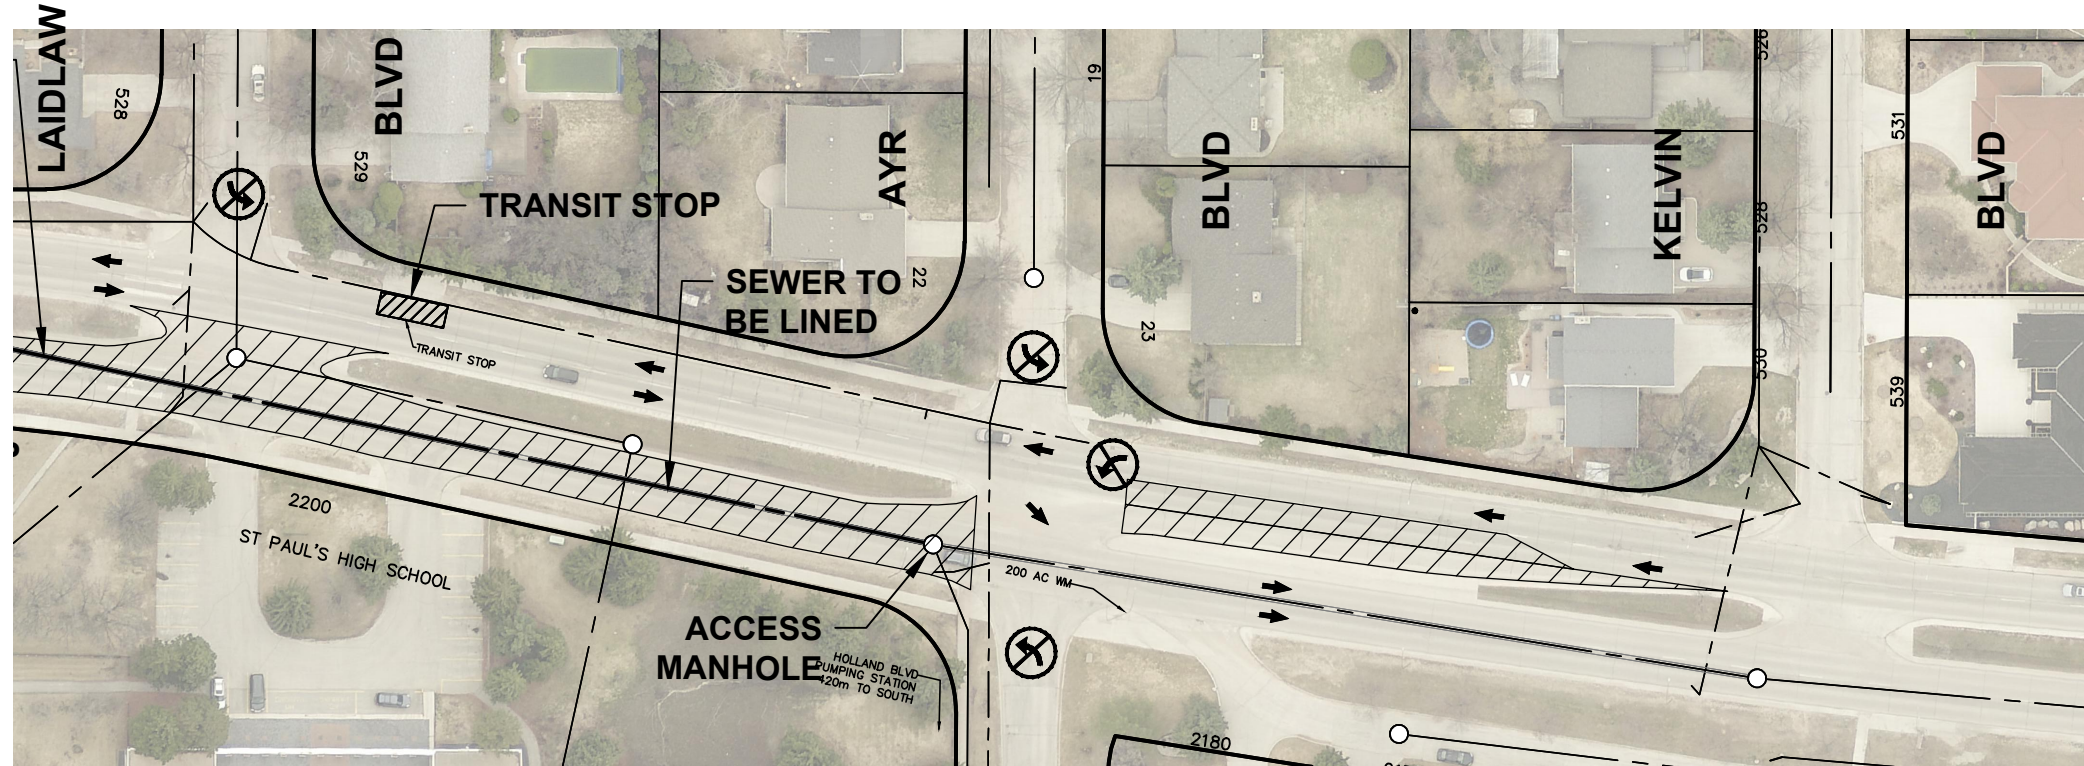 LAIDLAW
528
BLVD
529
TRANSIT STOP
TRANSIT STOP
SEWER TO
BE LINED
AYR
22
19
BLVD
23
KELVIN
526
528
530
531
BLVD
539
2200
ST PAUL'S HIGH SCHOOL
200 AC WM
ACCESS
MANHOLE
HOLLAND BLVD
PUMPING STATION
420m TO SOUTH
2180